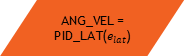 ANG_VEL =
PID_LAT(e_lat)